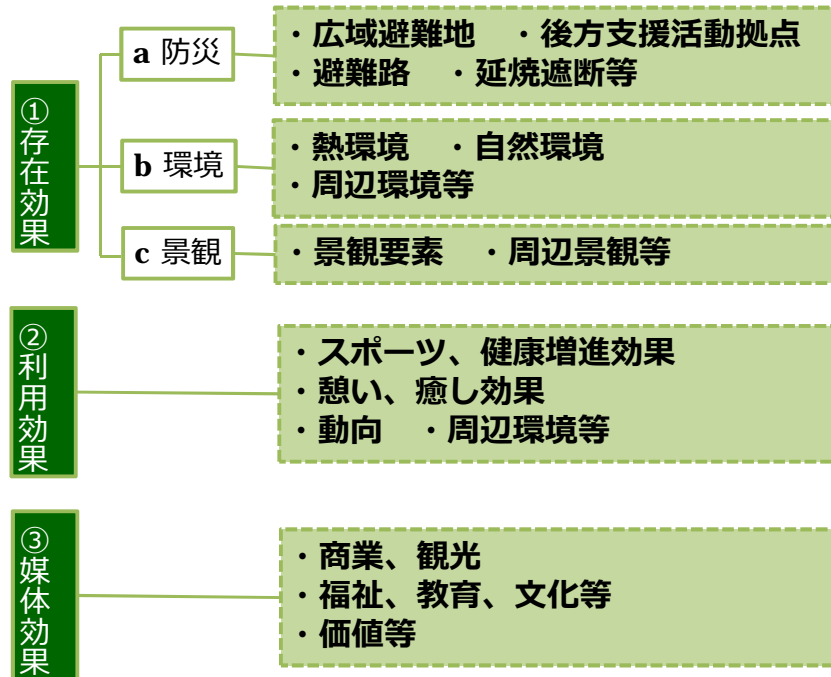 ①存在効果
a 防災
・広域避難地　・後方支援活動拠点
・避難路　・延焼遮断等
b 環境
・熱環境　・自然環境
・周辺環境等
c 景観
・景観要素　・周辺景観等
②利用効果
・スポーツ、健康増進効果
・憩い、癒し効果
・動向　・周辺環境等
③媒体効果
・商業、観光
・福祉、教育、文化等
・価値等